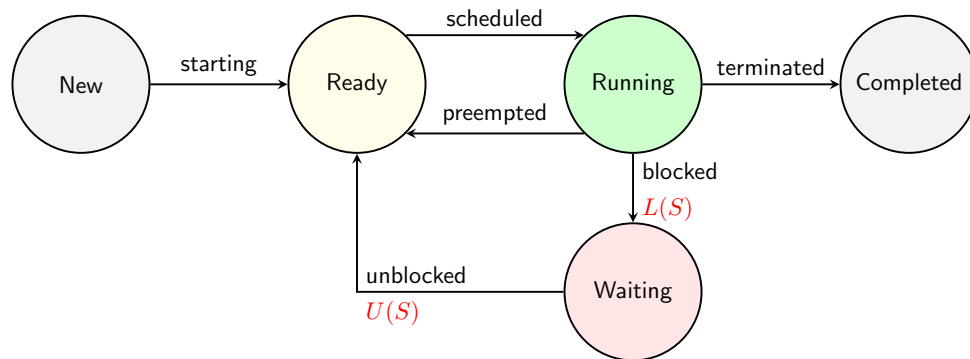 scheduled
New
starting
Ready
Running
terminated
Completed
preempted
blocked
L(S)
unblocked
U(S)
Waiting